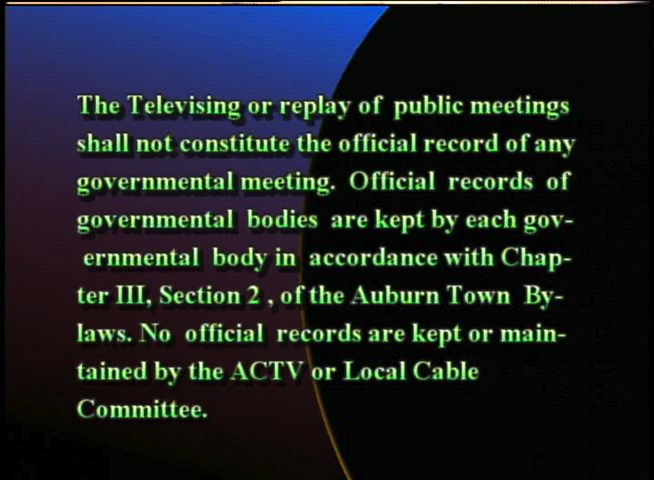 The Televising or replay of public meetings
shall not constitute the official record of any
governmental meeting. Official records of
governmental bodies are kept by each gov-
ernmental body in accordance with Chap-
ter III, Section 2 , of the Auburn Town By-
laws. No official records are kept or main-
tained by the ACTV or Local Cable
Committee.